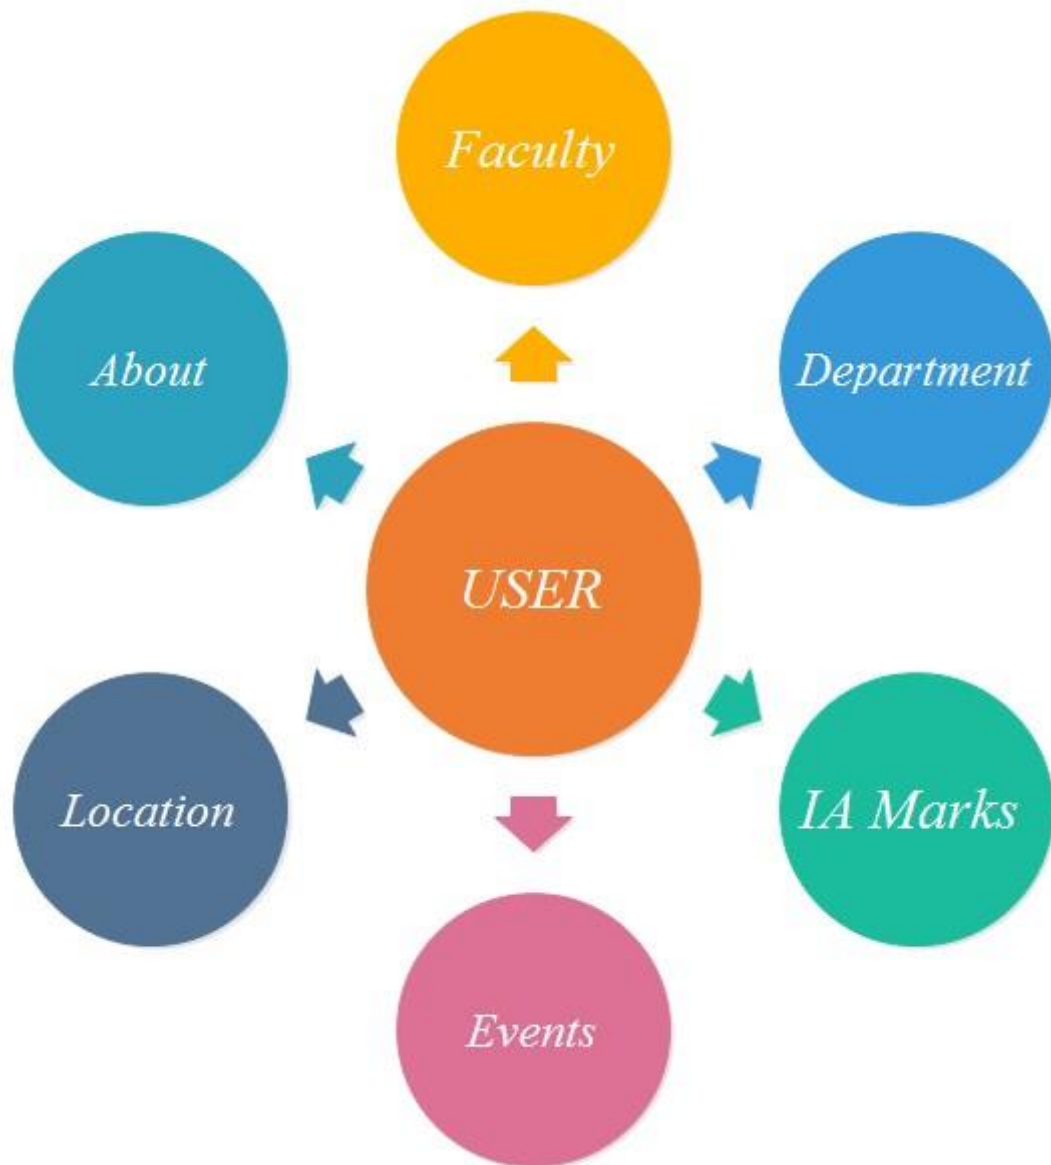 Faculty
About
Department
USER
Location
IA Marks
Events